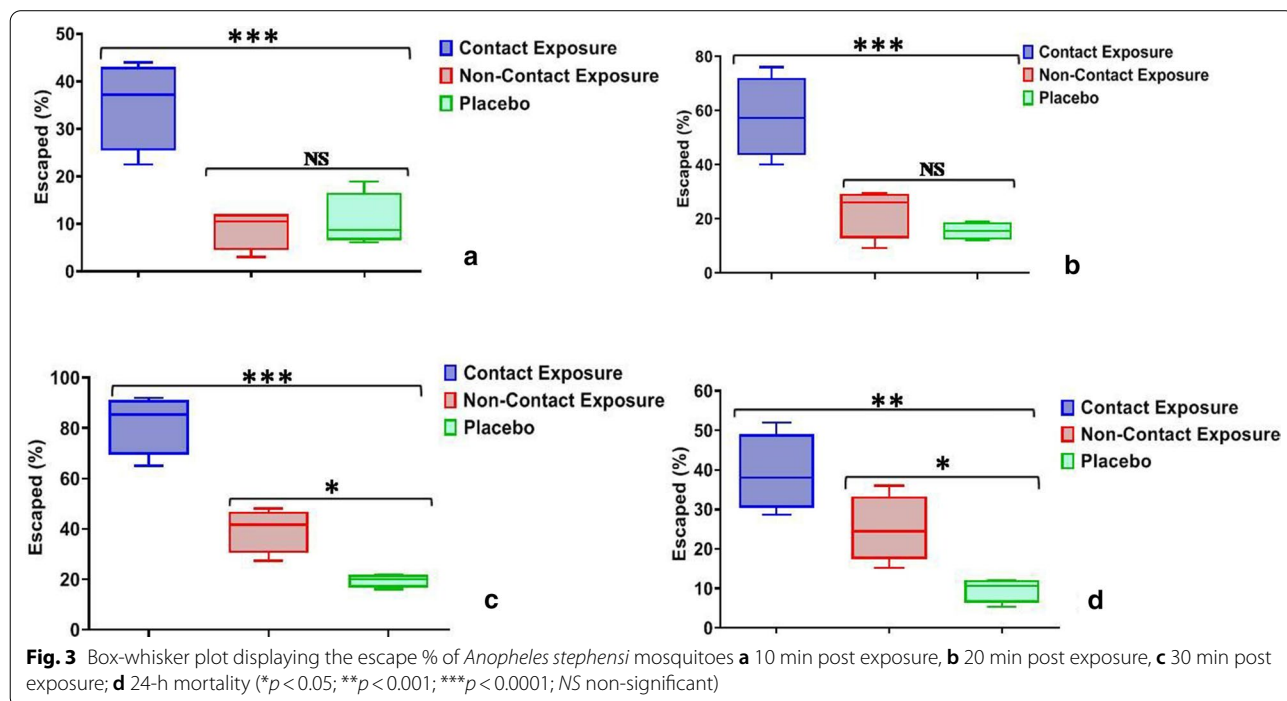 50
40
30
20
10
0
Escaped (%)
***
NS
Contact Exposure
Non-Contact Exposure
Placebo
a
80
60
40
20
0
Escaped (%)
***
NS
Contact Exposure
Non-Contact Exposure
Placebo
b
100
80
60
40
20
0
Escaped (%)
***
*
Contact Exposure
Non-Contact Exposure
Placebo
c
60
50
40
30
20
10
0
Escaped (%)
**
*
Contact Exposure
Non-Contact Exposure
Placebo
d
Fig. 3 Box-whisker plot displaying the escape % of Anopheles stephensi mosquitoes a 10 min post exposure, b 20 min post exposure, c 30 min post
exposure; d 24-h mortality (*p < 0.05; **p < 0.001; ***p < 0.0001; NS non-significant)